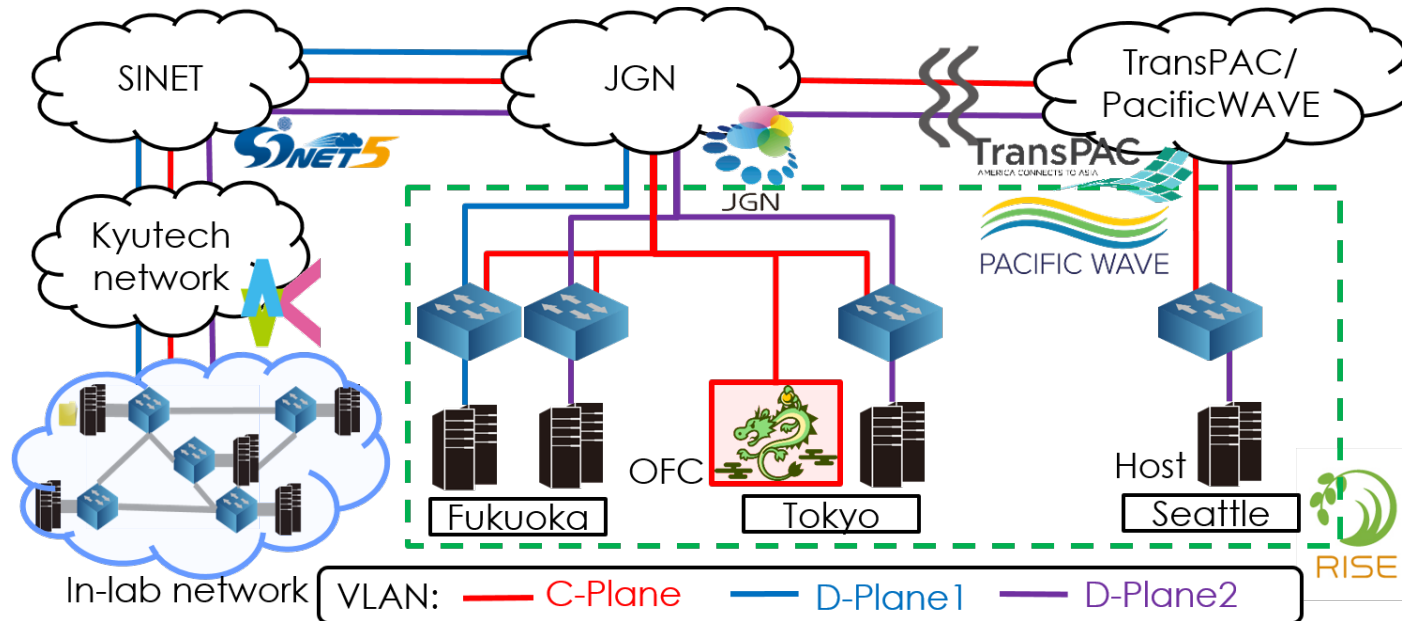 SINET
JGN
TransPAC/
PacificWAVE
SINET5
TransPAC
AMERICA CONNECTS TO ASIA
JGN
Kyutech
network
PACIFIC WAVE
OFC
Host
Fukuoka
Tokyo
Seattle
In-lab network
RISE
VLAN:
C-Plane
D-Plane1
D-Plane2